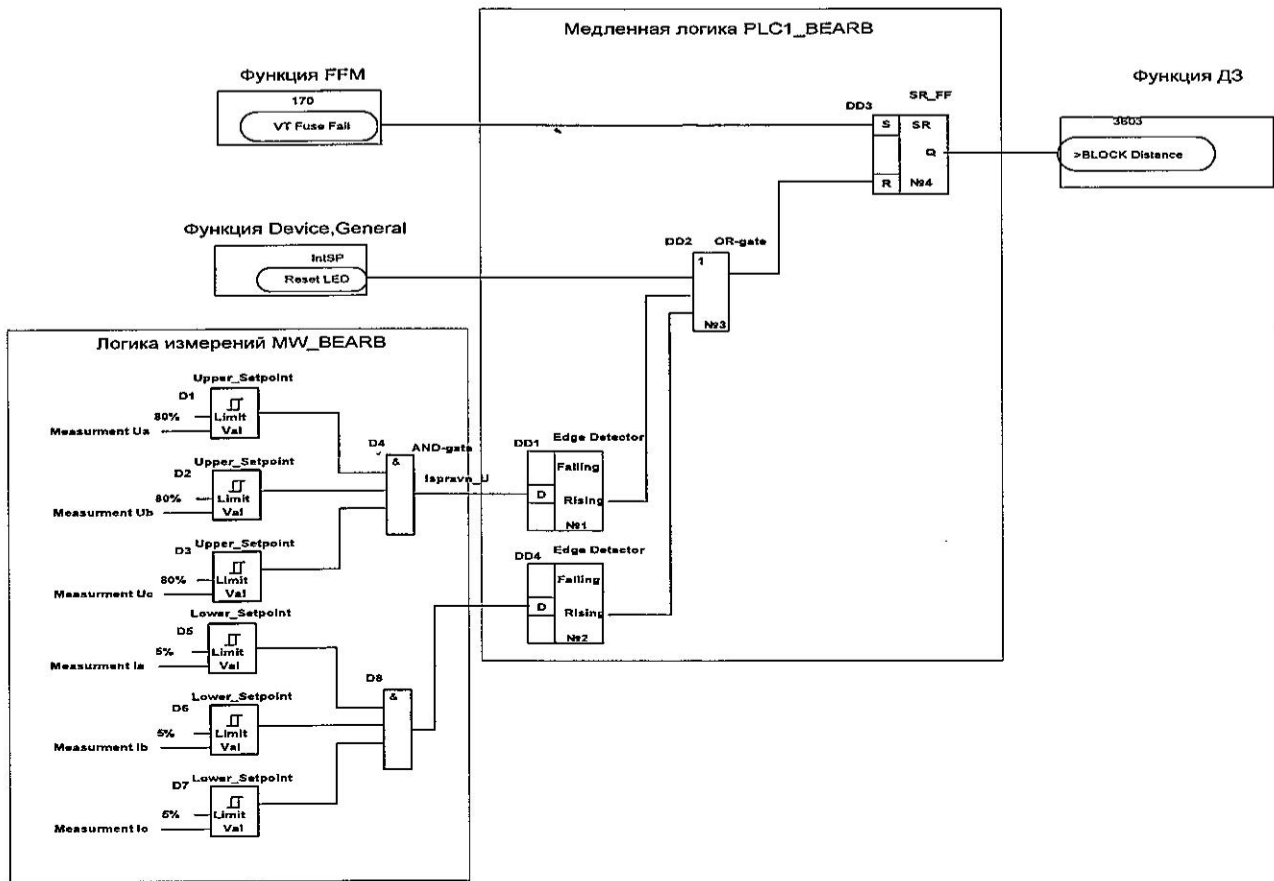 Медленная логика PLC1_BEARB
Функция FFM
170
VT Fuse Fail
DD3
SR_FF
S
SR
Q
R
№4
Функция ДЗ
3603
>BLOCK Distance
Функция Device,General
IntSP
Reset LED
DD2
OR-gate
1
№3
Логика измерений MW_BEARB
Upper_Setpoint
D1
80%
Limit
Val
Measurment Ua
Upper_Setpoint
D2
80%
Limit
Val
Measurment Ub
Upper_Setpoint
D3
80%
Limit
Val
Measurment Uc
D4
AND-gate
&
Ispravn_U
DD1
Edge Detector
Falling
D
Rising
№1
DD4
Edge Detector
Falling
D
Rising
№2
Lower_Setpoint
D5
5%
Limit
Val
Measurment Ia
Lower_Setpoint
D6
5%
Limit
Val
Measurment Ib
Lower_Setpoint
D7
5%
Limit
Val
Measurment Ic
D8
&